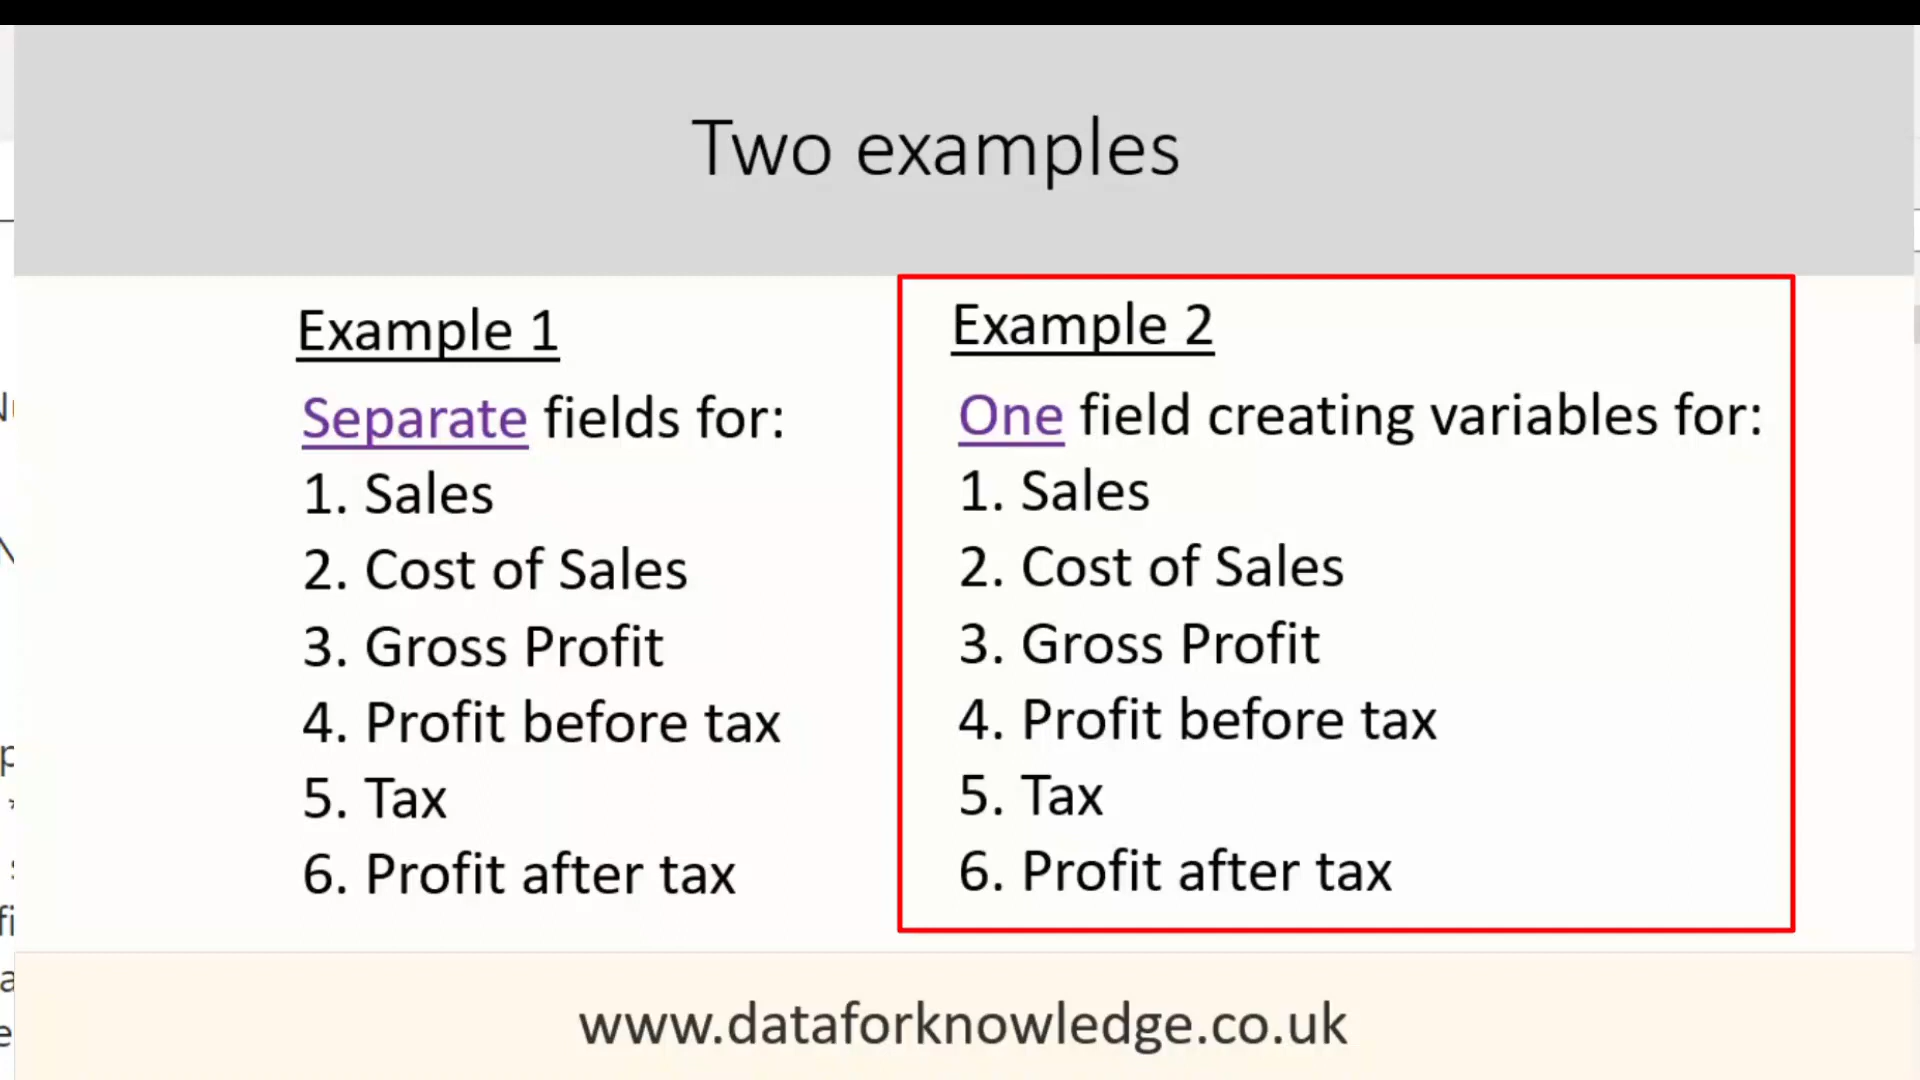 Two examples
Example 1
Separate fields for:
1. Sales
2. Cost of Sales
3. Gross Profit
4. Profit before tax
5. Tax
6. Profit after tax
Example 2
One field creating variables for:
1. Sales
2. Cost of Sales
3. Gross Profit
4. Profit before tax
5. Tax
6. Profit after tax
www.dataforknowledge.co.uk